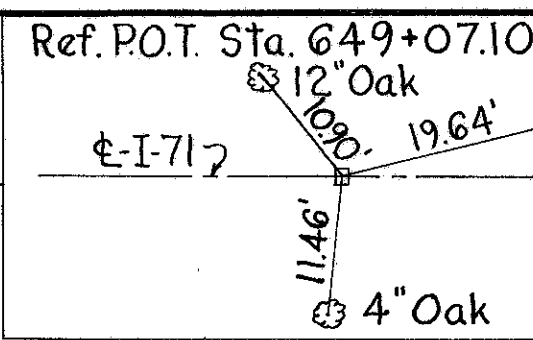 Ref. P.O.T. Sta. 649+07.10
12"Oak
10.90'
19.64'
℄-I-71
11.46'
4"Oak